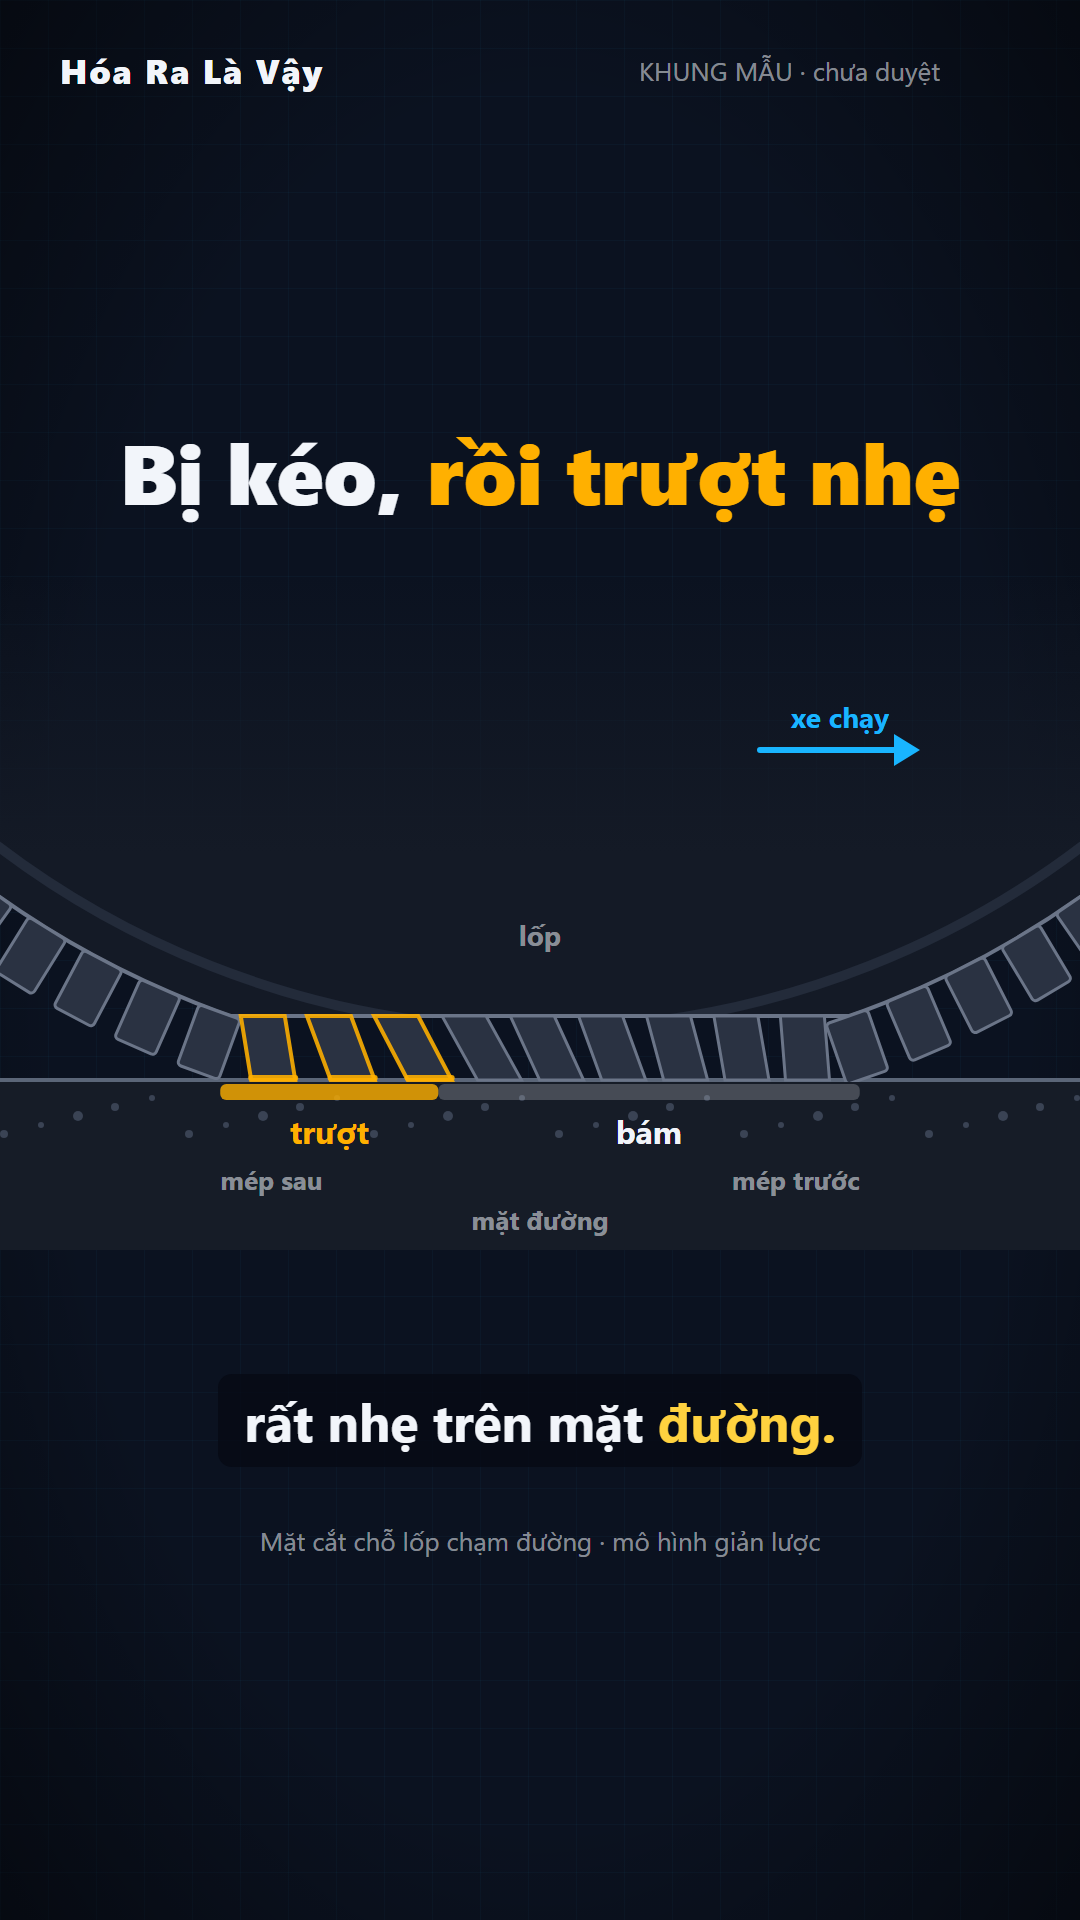 Hóa Ra Là Vậy
KHUNG MẪU · chưa duyệt
Bị kéo, rồi trượt nhẹ
xe chạy
lốp
trượt
bám
mép sau
mép trước
mặt đường
rất nhẹ trên mặt đường.
Mặt cắt chỗ lốp chạm đường · mô hình giản lược